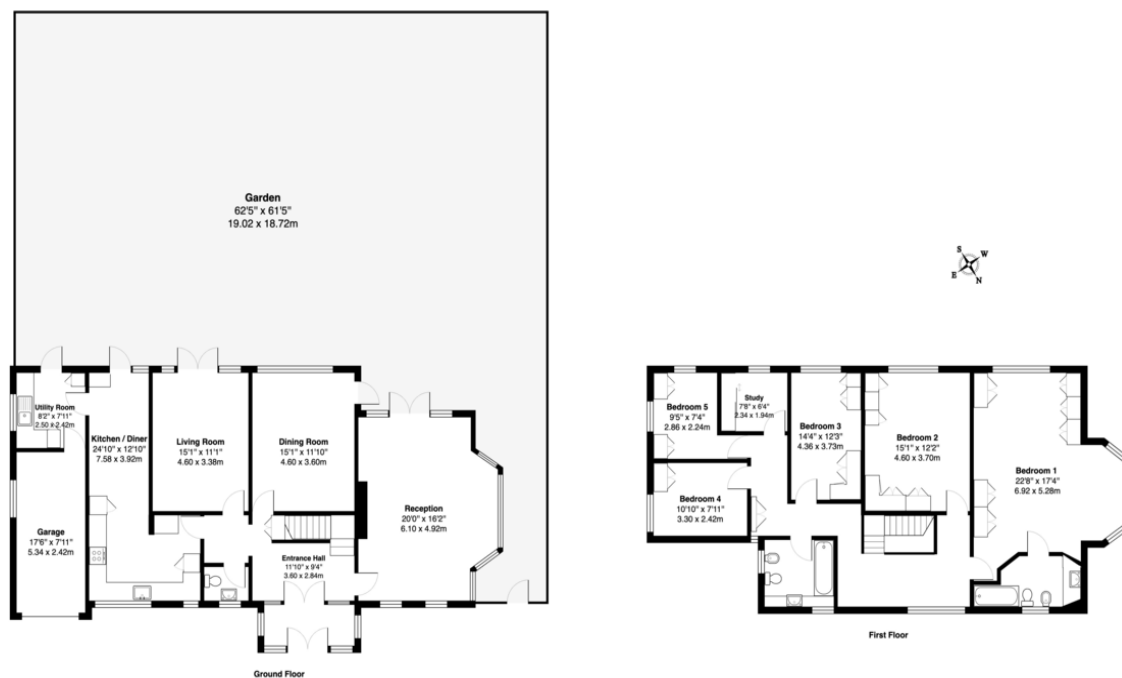 Garden
62'5" x 61'5"
19.02 x 18.72m
Utility Room
8'2" x 7'11"
2.50 x 2.42m
Kitchen / Diner
24'10" x 12'10"
7.58 x 3.92m
Living Room
15'1" x 11'1"
4.60 x 3.38m
Dining Room
15'1" x 11'10"
4.60 x 3.60m
Reception
20'0" x 16'2"
6.10 x 4.92m
Garage
17'6" x 7'11"
5.34 x 2.42m
Entrance Hall
11'10" x 9'4"
3.60 x 2.84m
Ground Floor
S
W
E
N
Bedroom 5
9'5" x 7'4"
2.86 x 2.24m
Study
7'8" x 6'4"
2.34 x 1.94m
Bedroom 3
14'4" x 12'3"
4.36 x 3.73m
Bedroom 2
15'1" x 12'2"
4.60 x 3.70m
Bedroom 1
22'8" x 17'4"
6.92 x 5.28m
Bedroom 4
10'10" x 7'11"
3.30 x 2.42m
First Floor